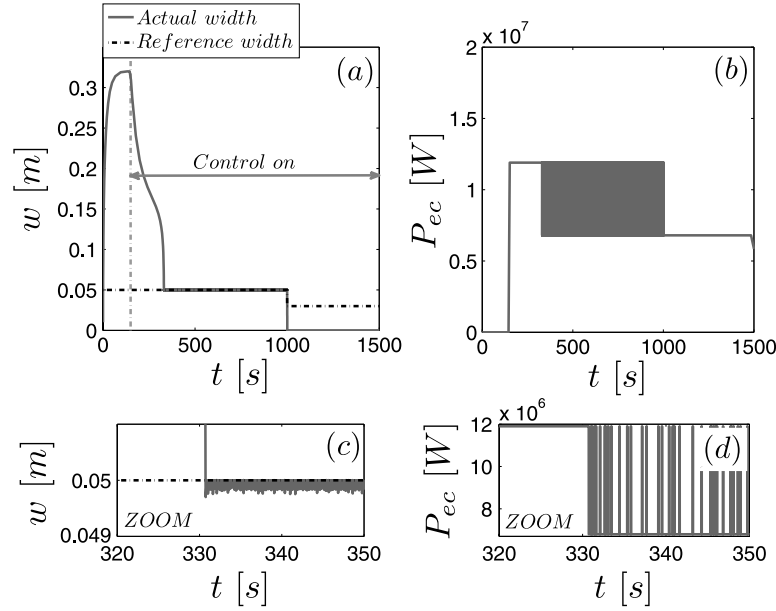 Actual width
Reference width
(a)
Control on
w [m]
0.3
0.25
0.2
0.15
0.1
0.05
0
0
500
1000
1500
t [s]
x 10^7
(b)
P_ec [W]
2
1.5
1
0.5
0
0
500
1000
1500
t [s]
(c)
w [m]
0.05
0.049
ZOOM
320
330
340
350
t [s]
x 10^6
(d)
P_ec [W]
12
10
8
ZOOM
320
330
340
350
t [s]